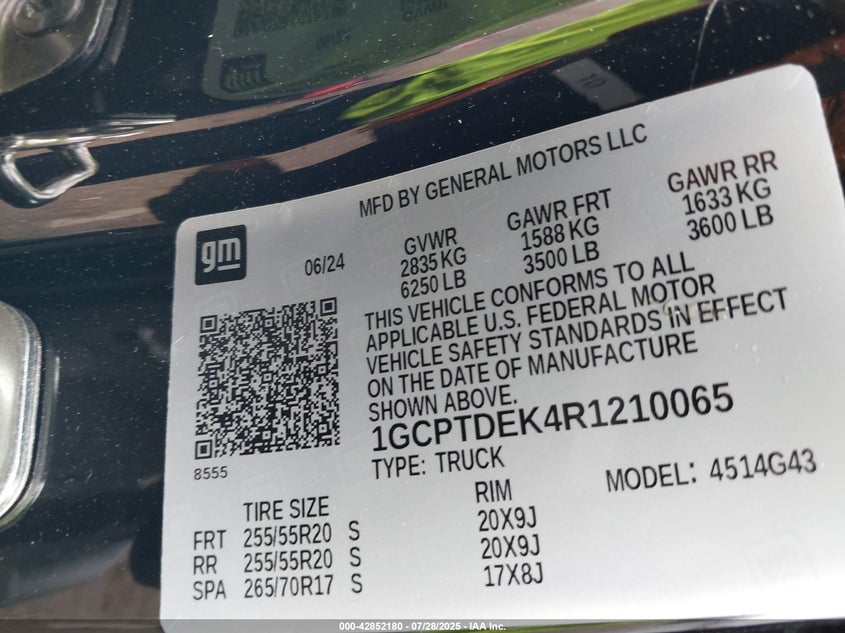 MFD BY GENERAL MOTORS LLC
gm
06/24
GVWR
2835 KG
6250 LB
GAWR FRT
1588 KG
3500 LB
GAWR RR
1633 KG
3600 LB
THIS VEHICLE CONFORMS TO ALL
APPLICABLE U.S. FEDERAL MOTOR
VEHICLE SAFETY STANDARDS IN EFFECT
ON THE DATE OF MANUFACTURE
SHOWN ABOVE.
1GCPTDEK4R1210065
8555
TYPE: TRUCK
MODEL: 4514G43
TIRE SIZE RIM
FRT 255/55R20 S 20X9J
RR 255/55R20 S 20X9J
SPA 265/70R17 S 17X8J
000-42852180 - 07/28/2025 - IAA Inc.